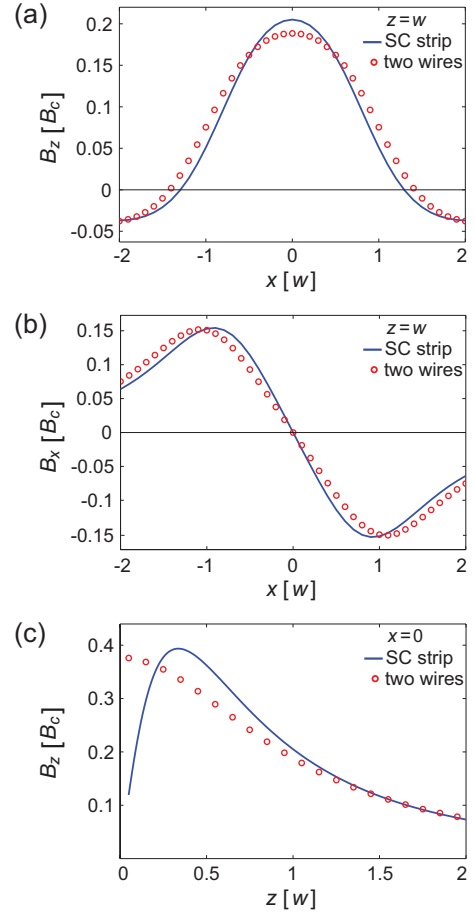 (a)
z = w
SC strip
two wires
B_z [B_c]
0.2
0.15
0.1
0.05
0
-0.05
-2
-1
0
1
2
x [w]
(b)
z = w
SC strip
two wires
B_x [B_c]
0.15
0.10
0.05
0
-0.05
-0.10
-0.15
-2
-1
0
1
2
x [w]
(c)
x = 0
SC strip
two wires
B_z [B_c]
0.4
0.3
0.2
0.1
0
0.5
1
1.5
2
z [w]